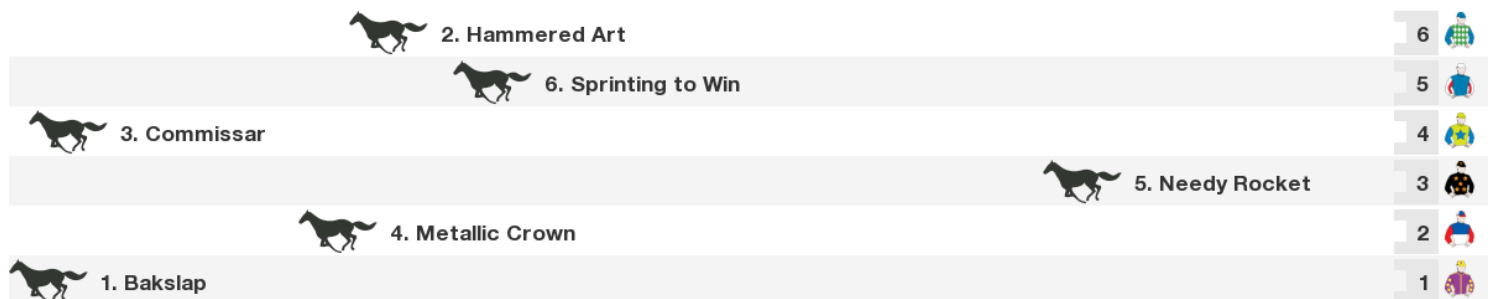 2. Hammered Art 6
6. Sprinting to Win 5
3. Commissar 4
5. Needy Rocket 3
4. Metallic Crown 2
1. Bakslap 1